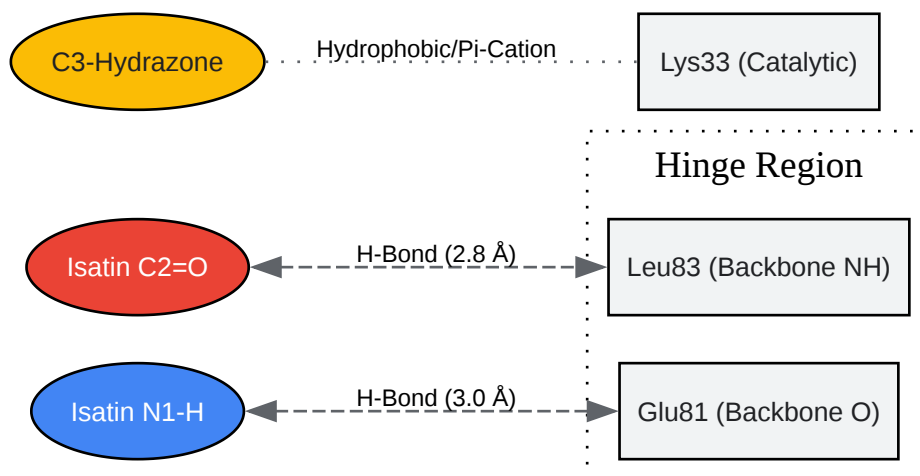 C3-Hydrazone
Hydrophobic/Pi-Cation
Lys33 (Catalytic)
Hinge Region
Isatin C2=O
H-Bond (2.8 Å)
Leu83 (Backbone NH)
Isatin N1-H
H-Bond (3.0 Å)
Glu81 (Backbone O)